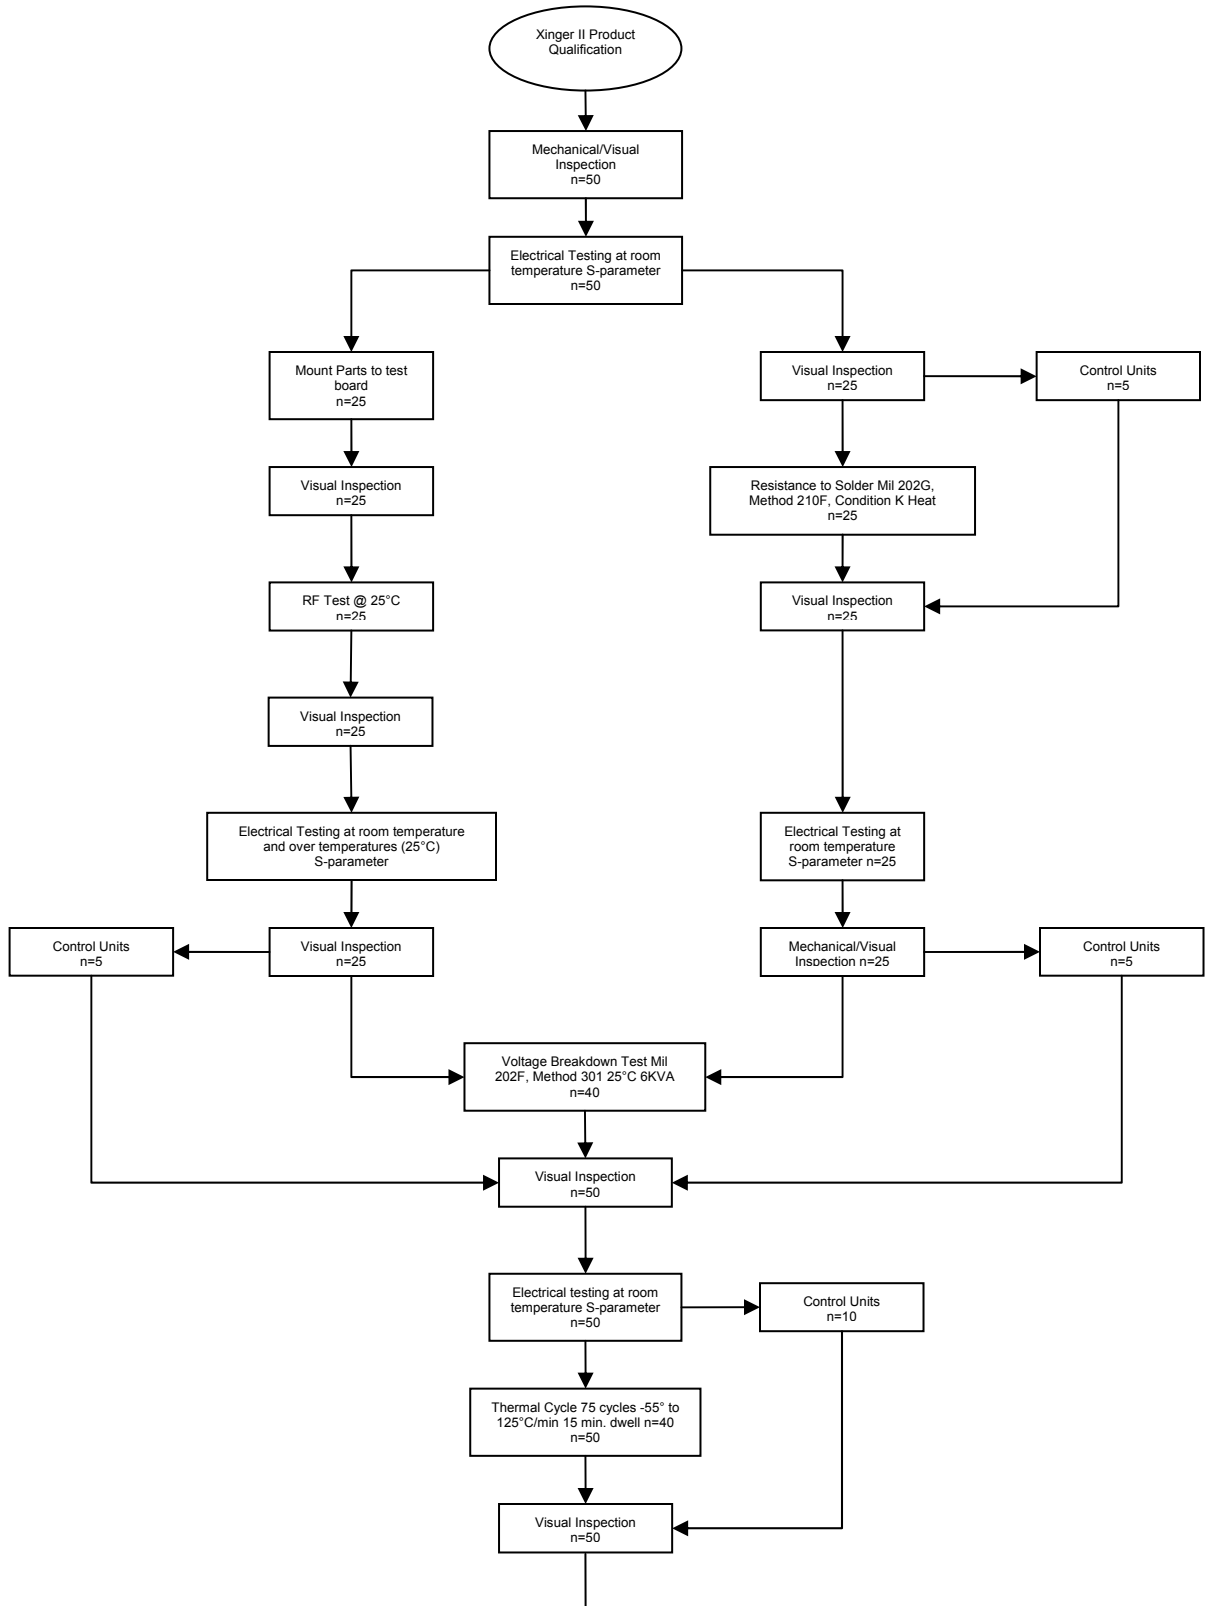 Xinger II Product
Qualification
Mechanical/Visual
Inspection
n=50
Electrical Testing at room
temperature S-parameter
n=50
Mount Parts to test
board
n=25
Visual Inspection
n=25
Control Units
n=5
Visual Inspection
n=25
Resistance to Solder Mil 202G,
Method 210F, Condition K Heat
n=25
RF Test @ 25°C
n=25
Visual Inspection
n=25
Visual Inspection
n=25
Electrical Testing at room temperature
and over temperatures (25°C)
S-parameter
Electrical Testing at
room temperature
S-parameter n=25
Control Units
n=5
Visual Inspection
n=25
Mechanical/Visual
Inspection n=25
Control Units
n=5
Voltage Breakdown Test Mil
202F, Method 301 25°C 6KVA
n=40
Visual Inspection
n=50
Electrical testing at room
temperature S-parameter
n=50
Control Units
n=10
Thermal Cycle 75 cycles -55° to
125°C/min 15 min. dwell n=40
n=50
Visual Inspection
n=50